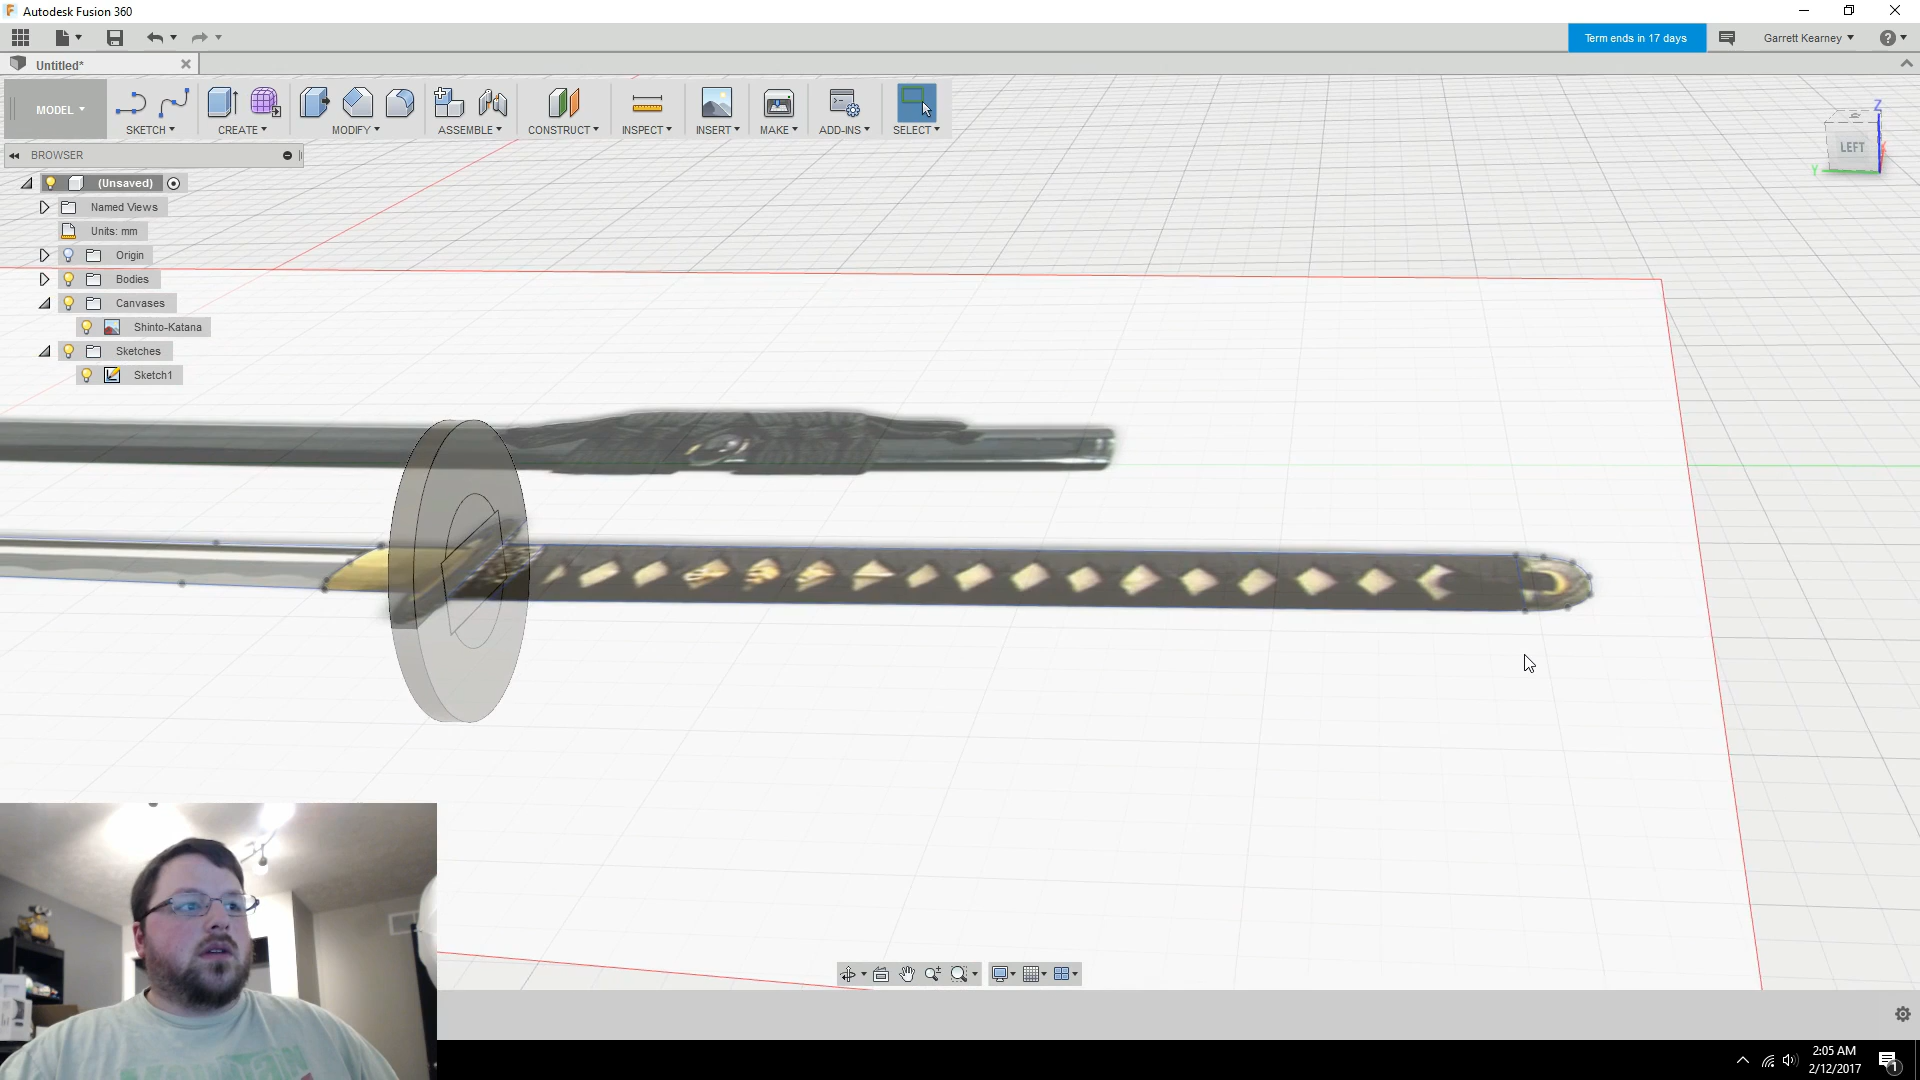 Autodesk Fusion 360
Term ends in 17 days
Garrett Kearney
Untitled*
MODEL
SKETCH
CREATE
MODIFY
ASSEMBLE
CONSTRUCT
INSPECT
INSERT
MAKE
ADD-INS
SELECT
BROWSER
(Unsaved)
Named Views
Units: mm
Origin
Bodies
Canvases
Shinto-Katana
Sketches
Sketch1
Z
LEFT
Y
2:05 AM
2/12/2017
1